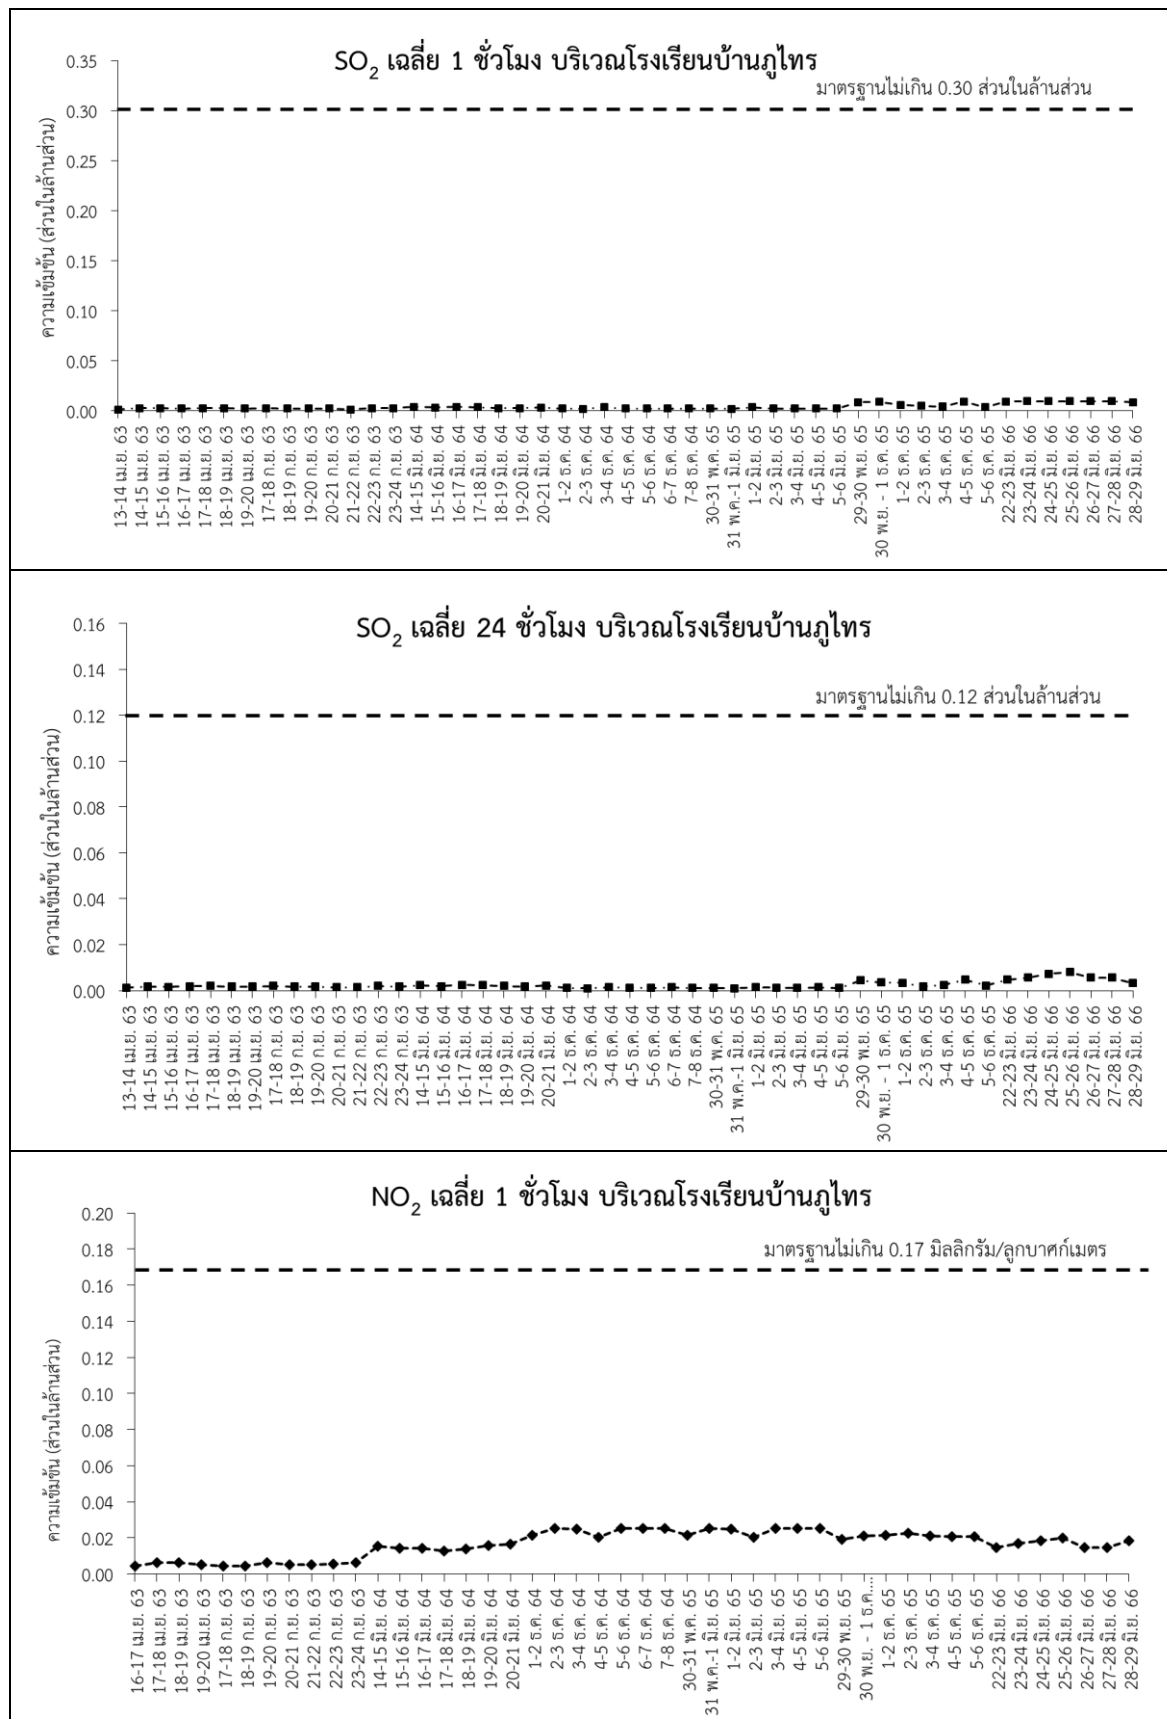 SO₂ เฉลี่ย 1 ชั่วโมง บริเวณโรงเรียนบ้านภูไทร
มาตรฐานไม่เกิน 0.30 ส่วนในล้านส่วน
ความเข้มข้น (ส่วนในล้านส่วน)
0.35
0.30
0.25
0.20
0.15
0.10
0.05
0.00
13-14 เม.ย. 63
14-15 เม.ย. 63
15-16 เม.ย. 63
16-17 เม.ย. 63
17-18 เม.ย. 63
18-19 เม.ย. 63
19-20 เม.ย. 63
17-18 ก.ย. 63
18-19 ก.ย. 63
19-20 ก.ย. 63
20-21 ก.ย. 63
21-22 ก.ย. 63
22-23 ก.ย. 63
23-24 ก.ย. 63
14-15 มิ.ย. 64
15-16 มิ.ย. 64
16-17 มิ.ย. 64
17-18 มิ.ย. 64
18-19 มิ.ย. 64
19-20 มิ.ย. 64
20-21 มิ.ย. 64
1-2 ธ.ค. 64
2-3 ธ.ค. 64
3-4 ธ.ค. 64
4-5 ธ.ค. 64
5-6 ธ.ค. 64
6-7 ธ.ค. 64
7-8 ธ.ค. 64
30-31 พ.ค. 65
31 พ.ค.-1 มิ.ย. 65
1-2 มิ.ย. 65
2-3 มิ.ย. 65
3-4 มิ.ย. 65
4-5 มิ.ย. 65
5-6 มิ.ย. 65
29-30 พ.ย. 65
30 พ.ย. - 1 ธ.ค. 65
1-2 ธ.ค. 65
2-3 ธ.ค. 65
3-4 ธ.ค. 65
4-5 ธ.ค. 65
5-6 ธ.ค. 65
22-23 มิ.ย. 66
23-24 มิ.ย. 66
24-25 มิ.ย. 66
25-26 มิ.ย. 66
26-27 มิ.ย. 66
27-28 มิ.ย. 66
28-29 มิ.ย. 66
SO₂ เฉลี่ย 24 ชั่วโมง บริเวณโรงเรียนบ้านภูไทร
มาตรฐานไม่เกิน 0.12 ส่วนในล้านส่วน
ความเข้มข้น (ส่วนในล้านส่วน)
0.16
0.14
0.12
0.10
0.08
0.06
0.04
0.02
0.00
13-14 เม.ย. 63
14-15 เม.ย. 63
15-16 เม.ย. 63
16-17 เม.ย. 63
17-18 เม.ย. 63
18-19 เม.ย. 63
19-20 เม.ย. 63
17-18 ก.ย. 63
18-19 ก.ย. 63
19-20 ก.ย. 63
20-21 ก.ย. 63
21-22 ก.ย. 63
22-23 ก.ย. 63
23-24 ก.ย. 63
14-15 มิ.ย. 64
15-16 มิ.ย. 64
16-17 มิ.ย. 64
17-18 มิ.ย. 64
18-19 มิ.ย. 64
19-20 มิ.ย. 64
20-21 มิ.ย. 64
1-2 ธ.ค. 64
2-3 ธ.ค. 64
3-4 ธ.ค. 64
4-5 ธ.ค. 64
5-6 ธ.ค. 64
6-7 ธ.ค. 64
7-8 ธ.ค. 64
30-31 พ.ค. 65
31 พ.ค.-1 มิ.ย 65
1-2 มิ.ย. 65
2-3 มิ.ย. 65
3-4 มิ.ย. 65
4-5 มิ.ย. 65
5-6 มิ.ย. 65
29-30 พ.ย. 65
30 พ.ย. - 1 ธ.ค. 65
1-2 ธ.ค. 65
2-3 ธ.ค. 65
3-4 ธ.ค. 65
4-5 ธ.ค. 65
5-6 ธ.ค. 65
22-23 มิ.ย. 66
23-24 มิ.ย. 66
24-25 มิ.ย. 66
25-26 มิ.ย. 66
26-27 มิ.ย. 66
27-28 มิ.ย. 66
28-29 มิ.ย. 66
NO₂ เฉลี่ย 1 ชั่วโมง บริเวณโรงเรียนบ้านภูไทร
มาตรฐานไม่เกิน 0.17 มิลลิกรัม/ลูกบาศก์เมตร
ความเข้มข้น (ส่วนในล้านส่วน)
0.20
0.18
0.16
0.14
0.12
0.10
0.08
0.06
0.04
0.02
0.00
16-17 เม.ย. 63
17-18 เม.ย. 63
18-19 เม.ย. 63
19-20 เม.ย. 63
17-18 ก.ย. 63
18-19 ก.ย. 63
19-20 ก.ย. 63
20-21 ก.ย. 63
21-22 ก.ย. 63
22-23 ก.ย. 63
23-24 ก.ย. 63
14-15 มิ.ย. 64
15-16 มิ.ย. 64
16-17 มิ.ย. 64
17-18 มิ.ย. 64
18-19 มิ.ย. 64
19-20 มิ.ย. 64
20-21 มิ.ย. 64
1-2 ธ.ค. 64
2-3 ธ.ค. 64
3-4 ธ.ค. 64
4-5 ธ.ค. 64
5-6 ธ.ค. 64
6-7 ธ.ค. 64
7-8 ธ.ค. 64
30-31 พ.ค. 65
31 พ.ค.-1 มิ.ย. 65
1-2 มิ.ย. 65
2-3 มิ.ย. 65
3-4 มิ.ย. 65
4-5 มิ.ย. 65
5-6 มิ.ย. 65
29-30 พ.ย. 65
30 พ.ย. - 1 ธ.ค....
1-2 ธ.ค. 65
2-3 ธ.ค. 65
3-4 ธ.ค. 65
4-5 ธ.ค. 65
5-6 ธ.ค. 65
22-23 มิ.ย. 66
23-24 มิ.ย. 66
24-25 มิ.ย. 66
25-26 มิ.ย. 66
26-27 มิ.ย. 66
27-28 มิ.ย. 66
28-29 มิ.ย. 66